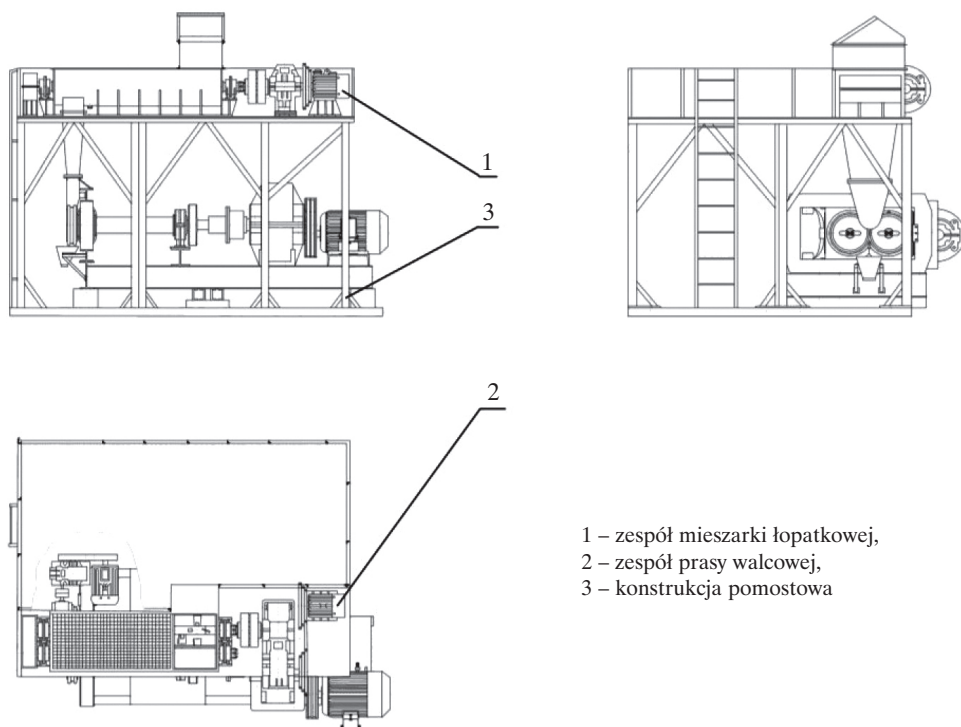 1
3
2
1 – zespół mieszarki łopatkowej,
2 – zespół prasy walcowej,
3 – konstrukcja pomostowa